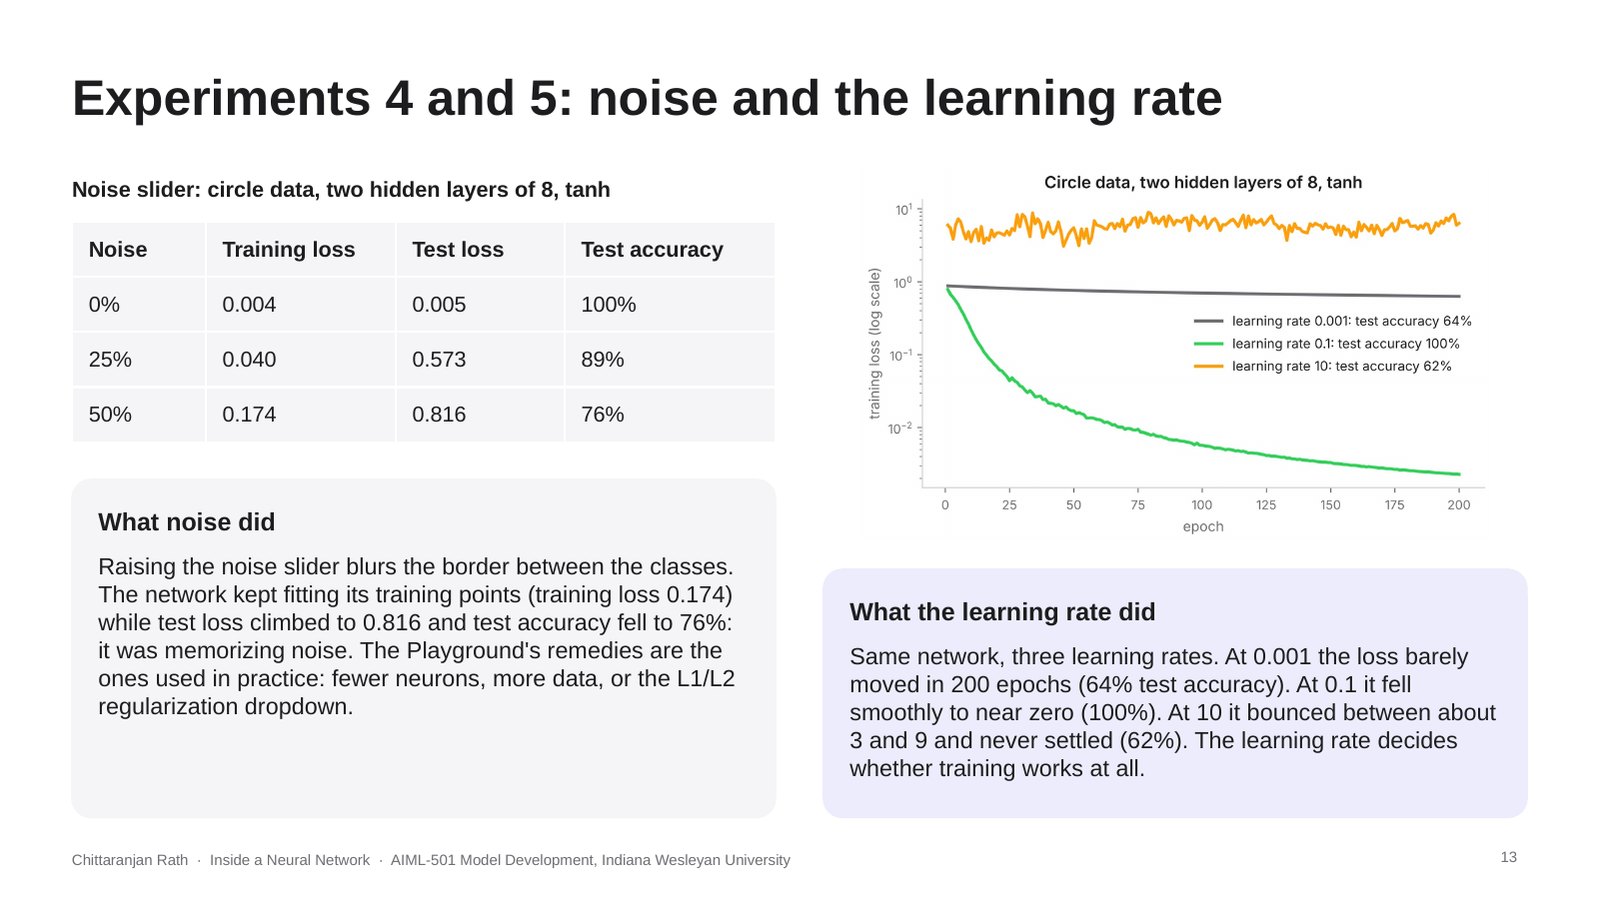 Experiments 4 and 5: noise and the learning rate
Noise slider: circle data, two hidden layers of 8, tanh
Noise Training loss Test loss Test accuracy
0% 0.004 0.005 100%
25% 0.040 0.573 89%
50% 0.174 0.816 76%
What noise did
Raising the noise slider blurs the border between the classes.
The network kept fitting its training points (training loss 0.174)
while test loss climbed to 0.816 and test accuracy fell to 76%:
it was memorizing noise. The Playground's remedies are the
ones used in practice: fewer neurons, more data, or the L1/L2
regularization dropdown.
Circle data, two hidden layers of 8, tanh
training loss (log scale)
10¹
10⁰
10⁻¹
10⁻²
learning rate 0.001: test accuracy 64%
learning rate 0.1: test accuracy 100%
learning rate 10: test accuracy 62%
0 25 50 75 100 125 150 175 200
epoch
What the learning rate did
Same network, three learning rates. At 0.001 the loss barely
moved in 200 epochs (64% test accuracy). At 0.1 it fell
smoothly to near zero (100%). At 10 it bounced between about
3 and 9 and never settled (62%). The learning rate decides
whether training works at all.
Chittaranjan Rath · Inside a Neural Network · AIML-501 Model Development, Indiana Wesleyan University
13